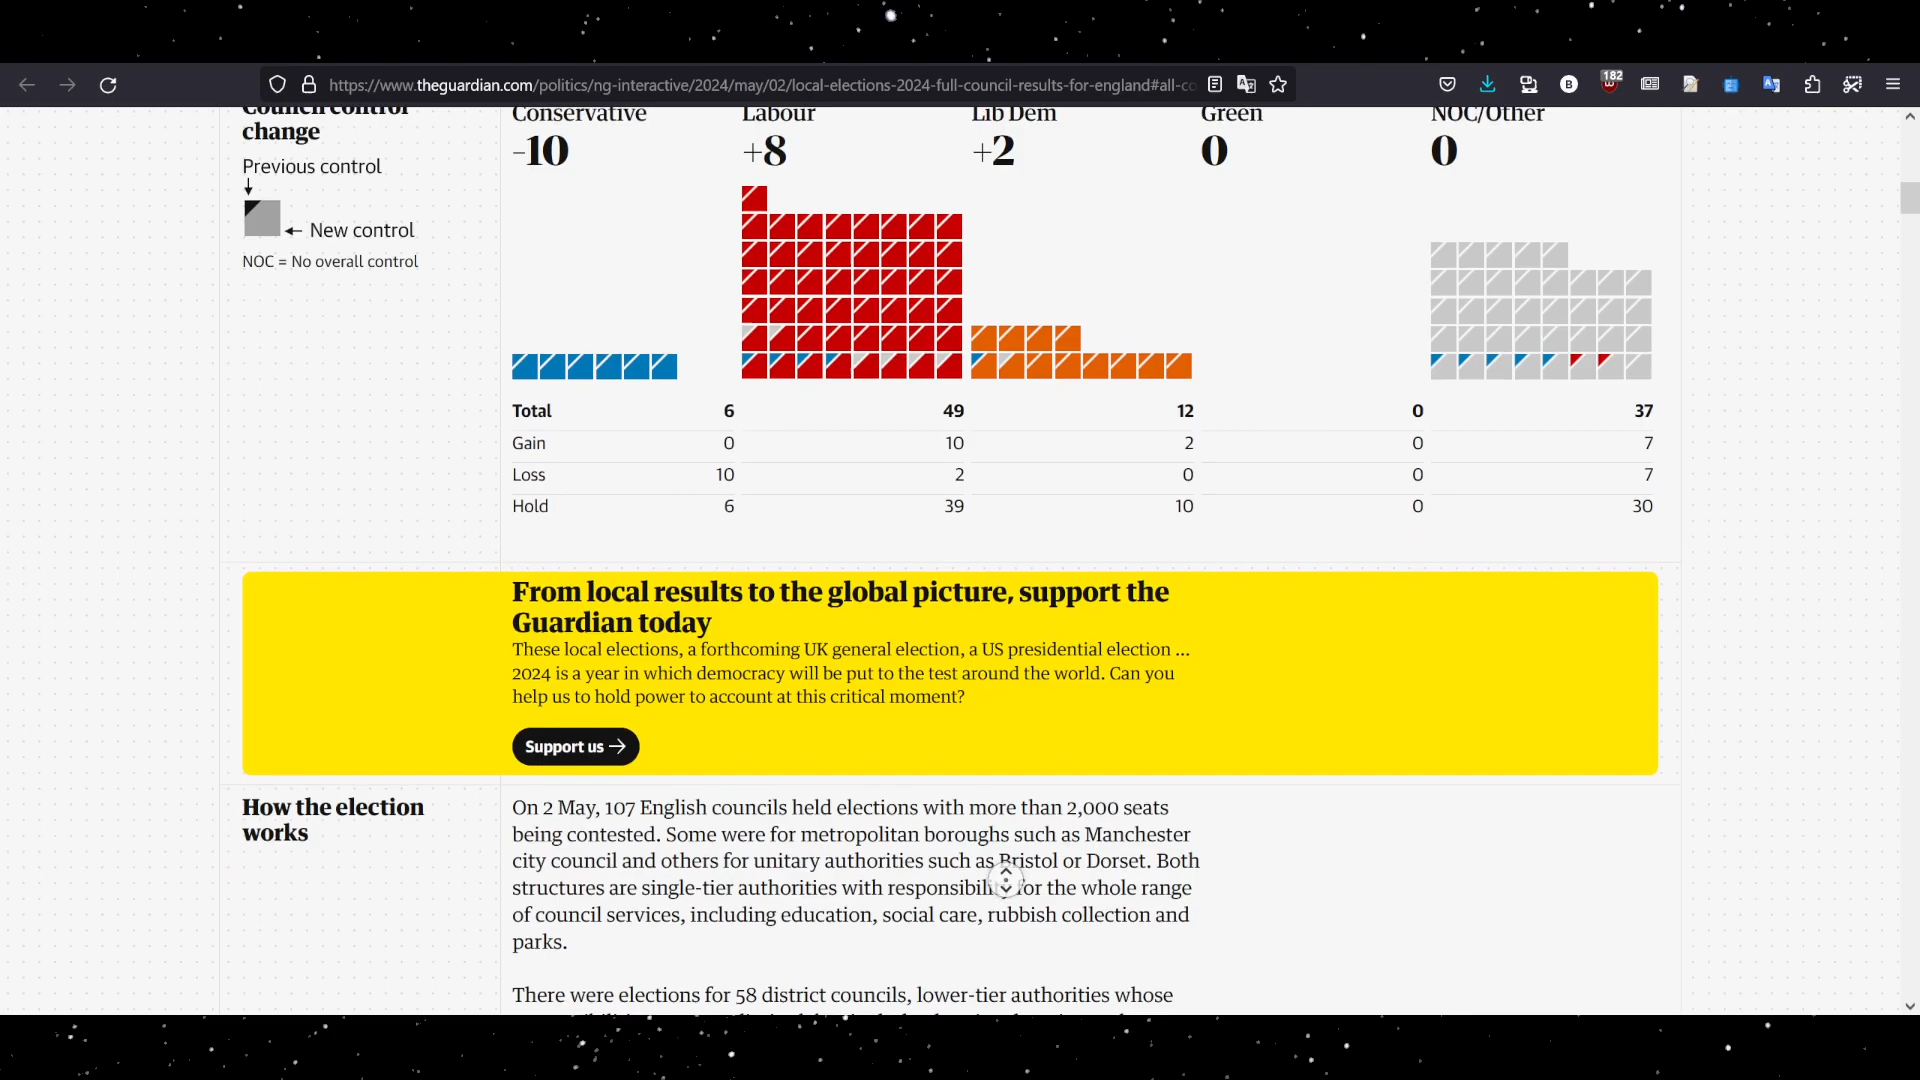 182
https://www.theguardian.com/politics/ng-interactive/2024/may/02/local-elections-2024-full-council-results-for-england#all-co
Council control
change
Previous control
New control
NOC = No overall control
Conservative Labour Lib Dem Green NOC/Other
-10 +8 +2 0 0
Total 6 49 12 0 37
Gain 0 10 2 0 7
Loss 10 2 0 0 7
Hold 6 39 10 0 30
From local results to the global picture, support the
Guardian today
These local elections, a forthcoming UK general election, a US presidential election ...
2024 is a year in which democracy will be put to the test around the world. Can you
help us to hold power to account at this critical moment?
Support us
How the election
works
On 2 May, 107 English councils held elections with more than 2,000 seats
being contested. Some were for metropolitan boroughs such as Manchester
city council and others for unitary authorities such as Bristol or Dorset. Both
structures are single-tier authorities with responsibility for the whole range
of council services, including education, social care, rubbish collection and
parks.
There were elections for 58 district councils, lower-tier authorities whose